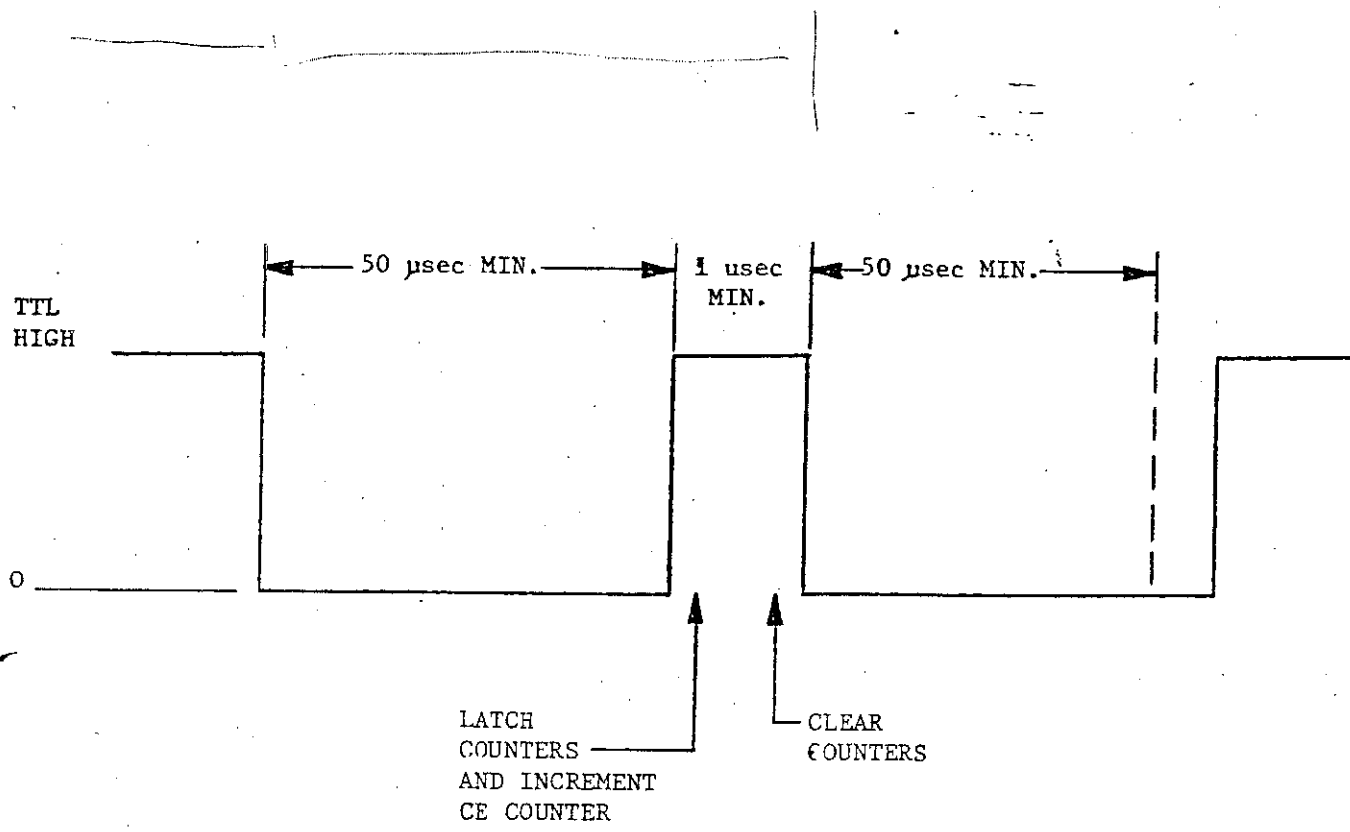 50 µsec MIN.
1 usec
MIN.
50 µsec MIN.
TTL
HIGH
0
LATCH
COUNTERS
AND INCREMENT
CE COUNTER
CLEAR
COUNTERS